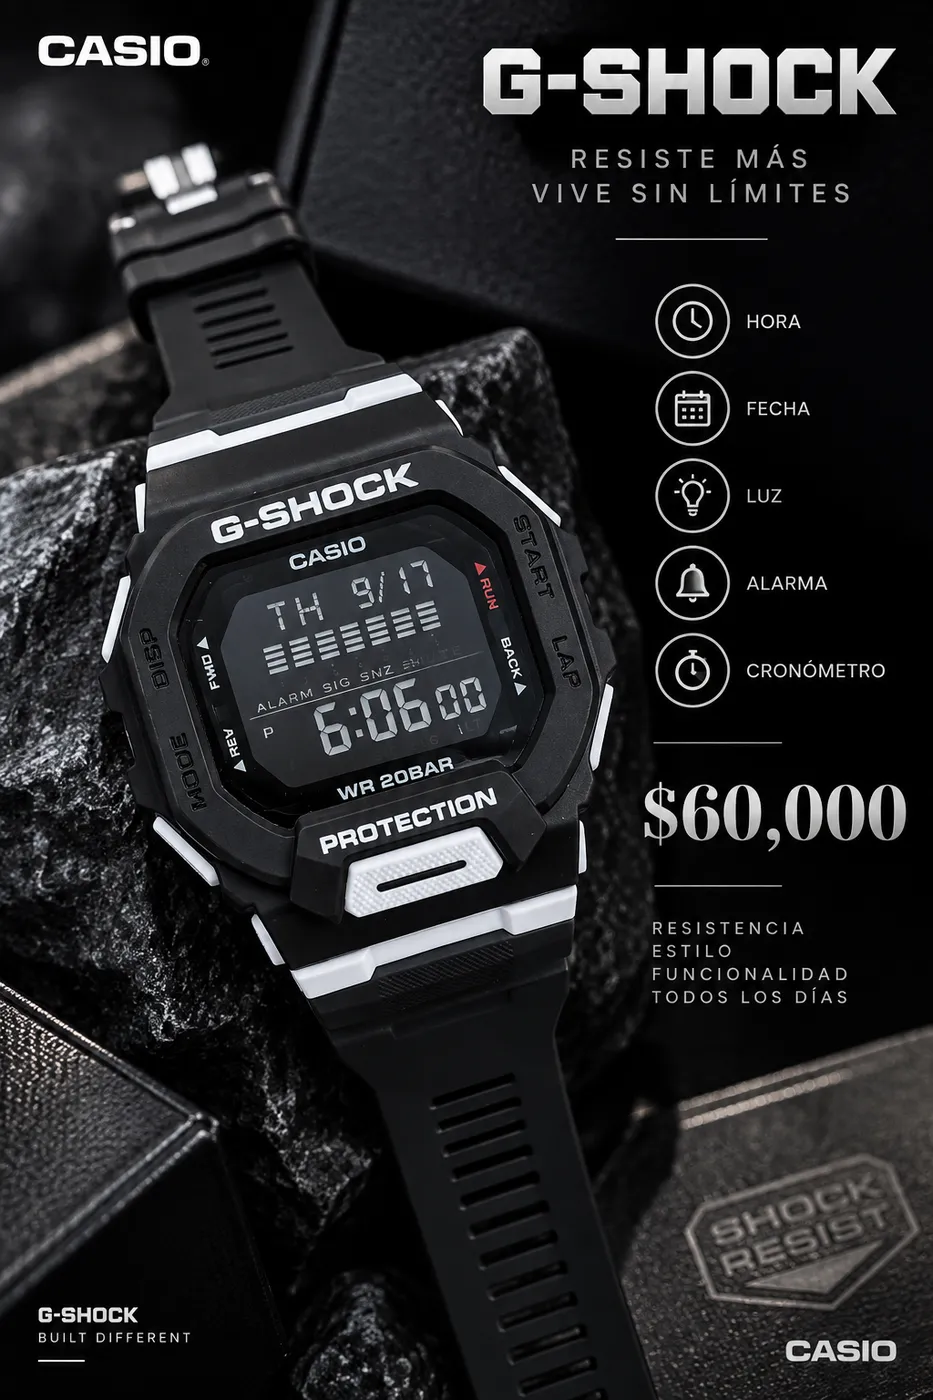 CASIO®
G-SHOCK
RESISTE MÁS
VIVE SIN LÍMITES
HORA
FECHA
LUZ
ALARMA
CRONÓMETRO
$60,000
RESISTENCIA
ESTILO
FUNCIONALIDAD
TODOS LOS DÍAS
G-SHOCK
CASIO
TH 9/17
ALARM SIG SNZ
P 6:06 00
WR 20BAR
PROTECTION
START
LAP
RUN
BACK
DISP
MODE
FWD
REV
SHOCK
RESIST
G-SHOCK
BUILT DIFFERENT
CASIO